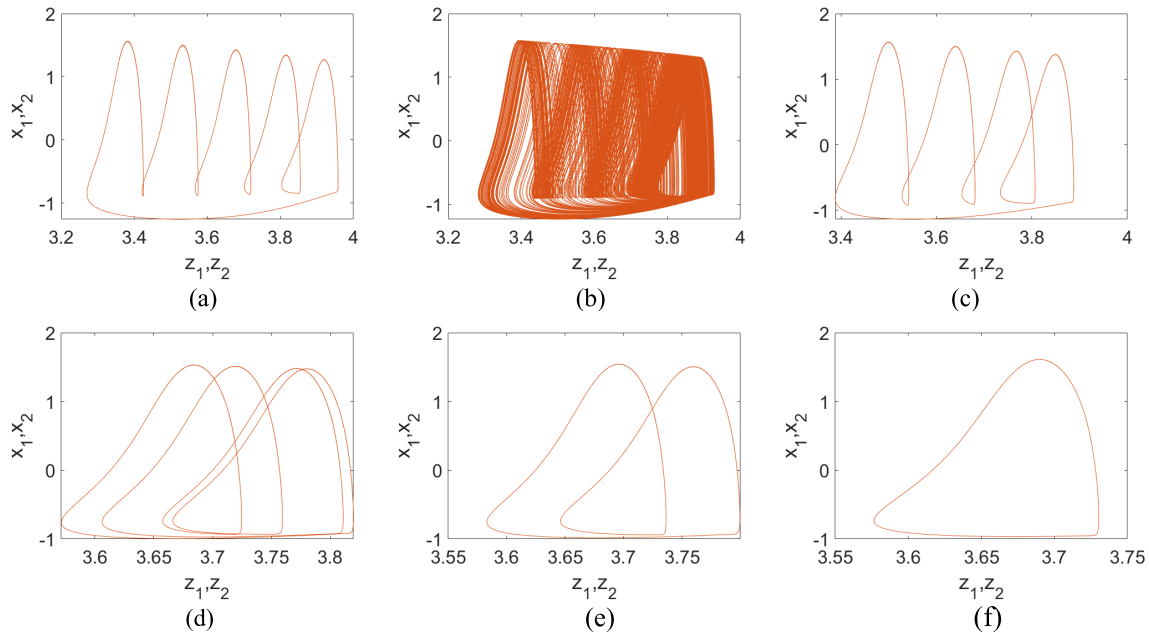 2
1
0
-1
x1,x2
3.2 3.4 3.6 3.8 4
z1,z2
(a)
2
1
0
-1
x1,x2
3.2 3.4 3.6 3.8 4
z1,z2
(b)
2
1
0
-1
x1,x2
3.4 3.6 3.8 4
z1,z2
(c)
2
1
0
-1
x1,x2
3.6 3.65 3.7 3.75 3.8
z1,z2
(d)
2
1
0
-1
x1,x2
3.55 3.6 3.65 3.7 3.75
z1,z2
(e)
2
1
0
-1
x1,x2
3.55 3.6 3.65 3.7 3.75
z1,z2
(f)